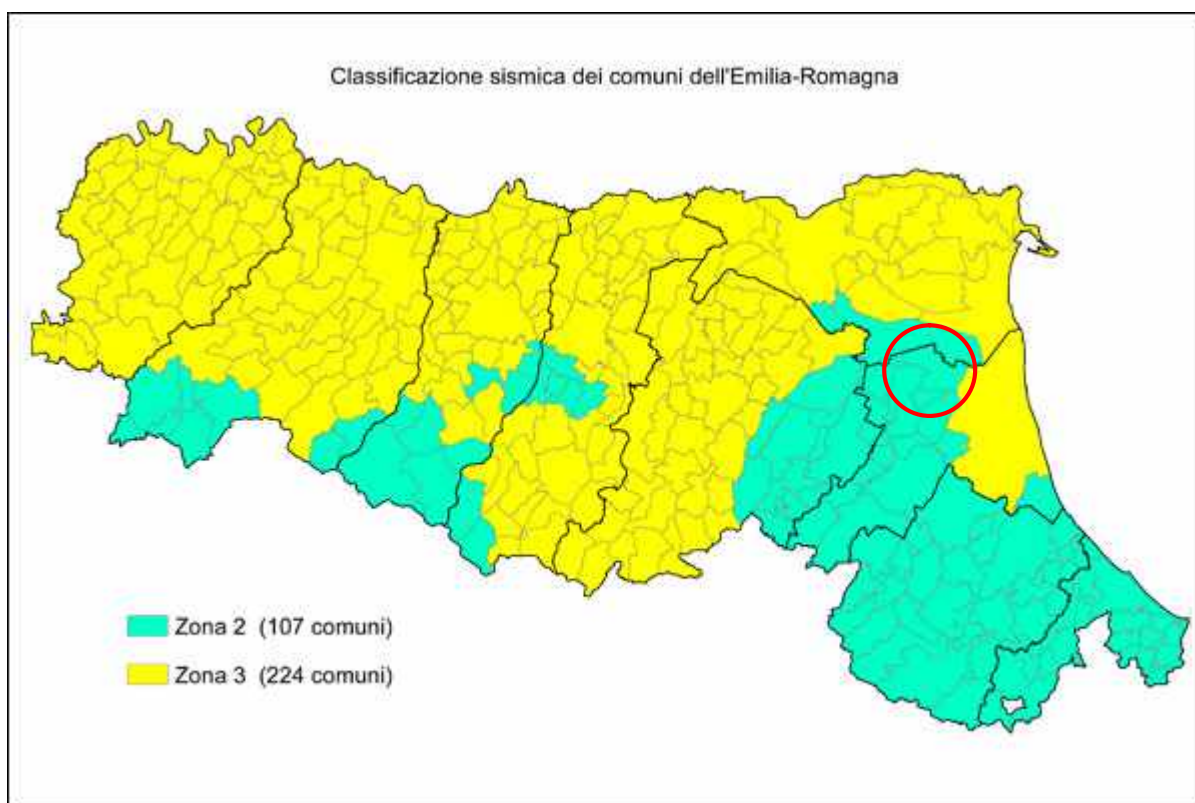 Classificazione sismica dei comuni dell'Emilia-Romagna
Zona 2 (107 comuni)
Zona 3 (224 comuni)